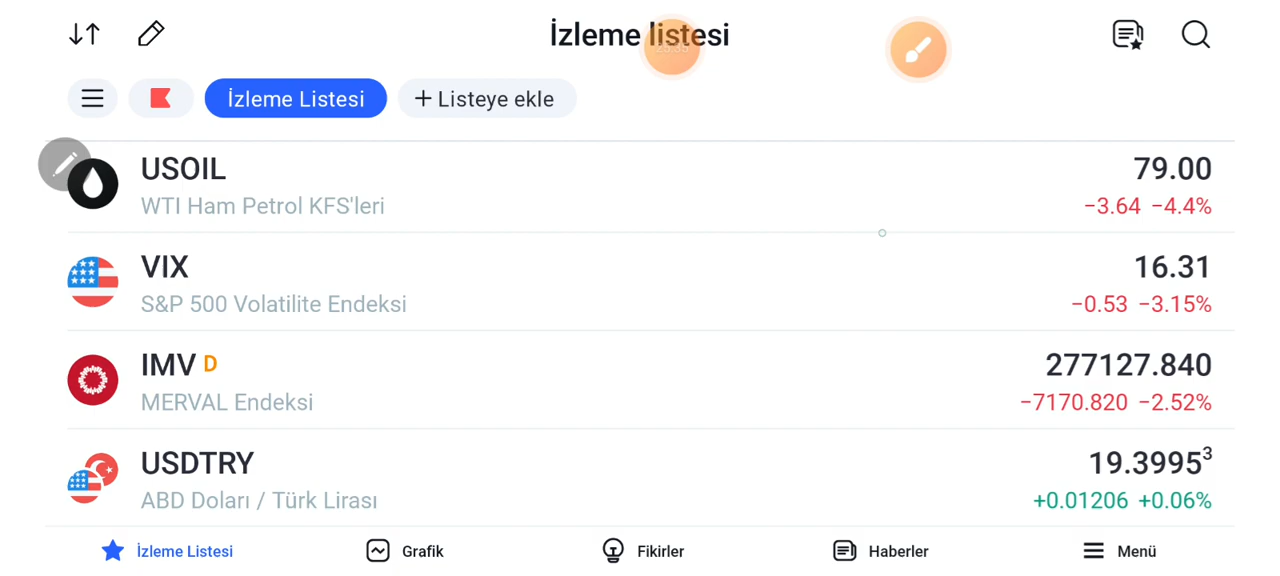 İzleme listesi
25:35
İzleme Listesi
+ Listeye ekle
USOIL 79.00
WTI Ham Petrol KFS'leri −3.64 −4.4%
VIX 16.31
S&P 500 Volatilite Endeksi −0.53 −3.15%
IMV D 277127.840
MERVAL Endeksi −7170.820 −2.52%
USDTRY 19.3995³
ABD Doları / Türk Lirası +0.01206 +0.06%
İzleme Listesi Grafik Fikirler Haberler Menü